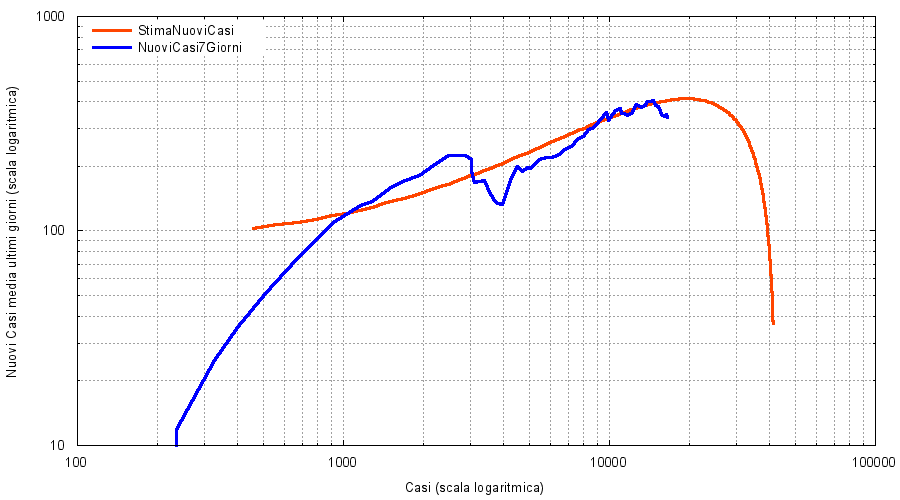 1000
StimaNuoviCasi
NuoviCasi7Giorni
100
10
Nuovi Casi media ultimi giorni (scala logaritmica)
100
1000
10000
100000
Casi (scala logaritmica)